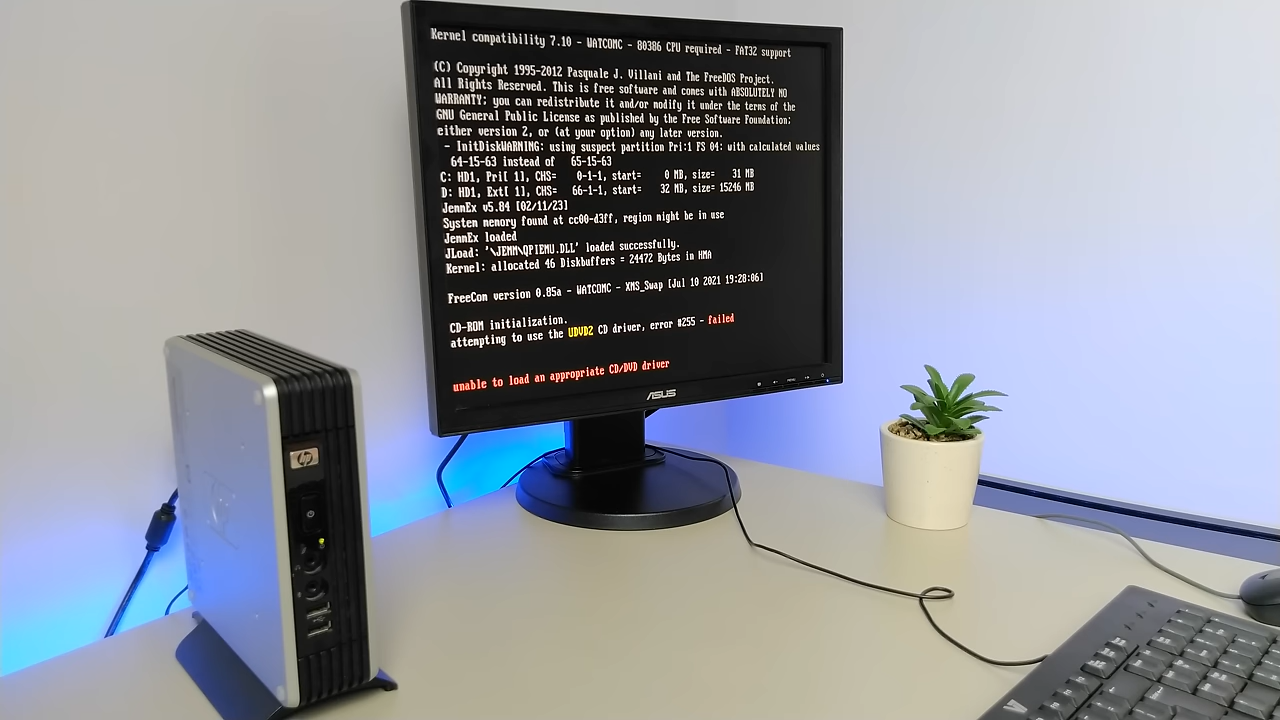 Kernel compatibility 7.10 - WATCOMC - 80386 CPU required - FAT32 support
(C) Copyright 1995-2012 Pasquale J. Villani and The FreeDOS Project.
All Rights Reserved. This is free software and comes with ABSOLUTELY NO
WARRANTY; you can redistribute it and/or modify it under the terms of the
GNU General Public License as published by the Free Software Foundation;
either version 2, or (at your option) any later version.
- InitDiskWARNING: using suspect partition Pri:1 FS 04: with calculated values
64-15-63 instead of 65-15-63
C: HD1, Pri[ 1], CHS= 0-1-1, start= 0 MB, size= 31 MB
D: HD1, Ext[ 1], CHS= 66-1-1, start= 32 MB, size= 15246 MB
JemmEx v5.84 [02/11/23]
System memory found at cc00-d3ff, region might be in use
JemmEx loaded
JLoad: '\JEMM\QPIEMU.DLL' loaded successfully.
Kernel: allocated 46 Diskbuffers = 24472 Bytes in HMA
FreeCom version 0.85a - WATCOMC - XMS_Swap [Jul 10 2021 19:28:06]
CD-ROM initialization.
attempting to use the UDVD2 CD driver, error #255 - failed
unable to load an appropriate CD/DVD driver
ASUS
hp